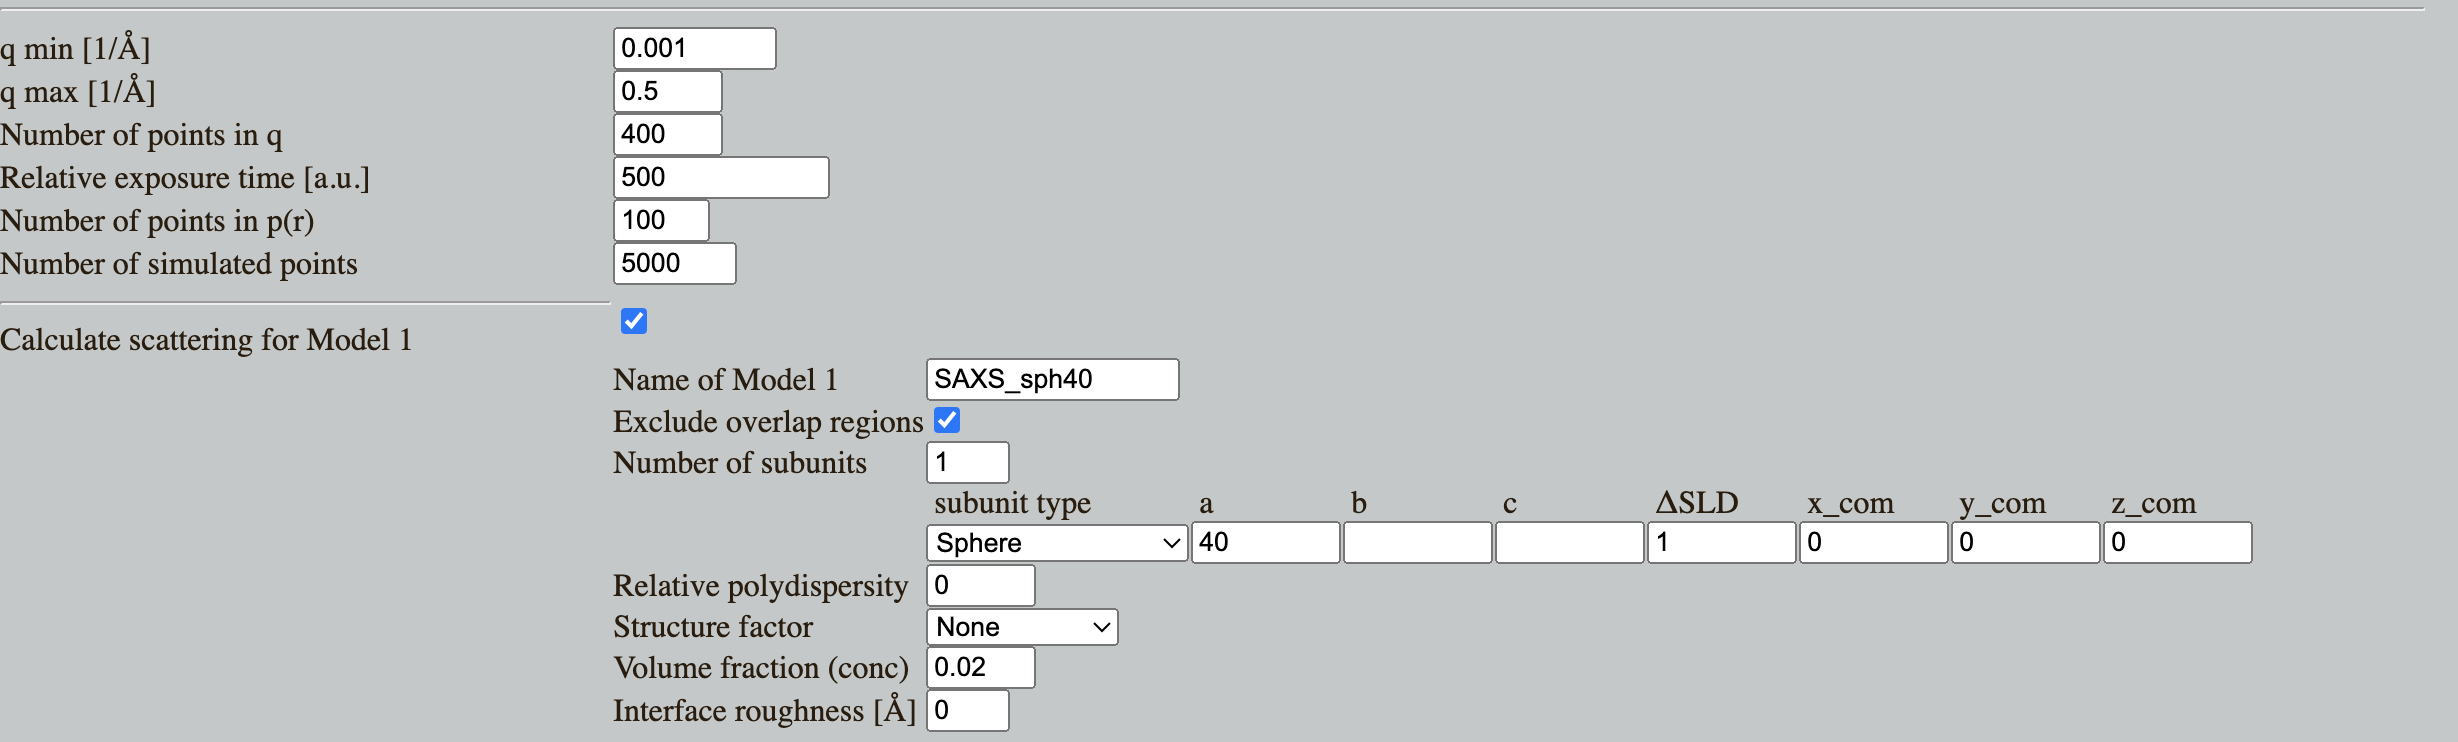 q min [1/Å] 0.001
q max [1/Å] 0.5
Number of points in q 400
Relative exposure time [a.u.] 500
Number of points in p(r) 100
Number of simulated points 5000
Calculate scattering for Model 1
Name of Model 1 SAXS_sph40
Exclude overlap regions
Number of subunits 1
subunit type a b c ΔSLD x_com y_com z_com
Sphere 40 1 0 0 0
Relative polydispersity 0
Structure factor None
Volume fraction (conc) 0.02
Interface roughness [Å] 0